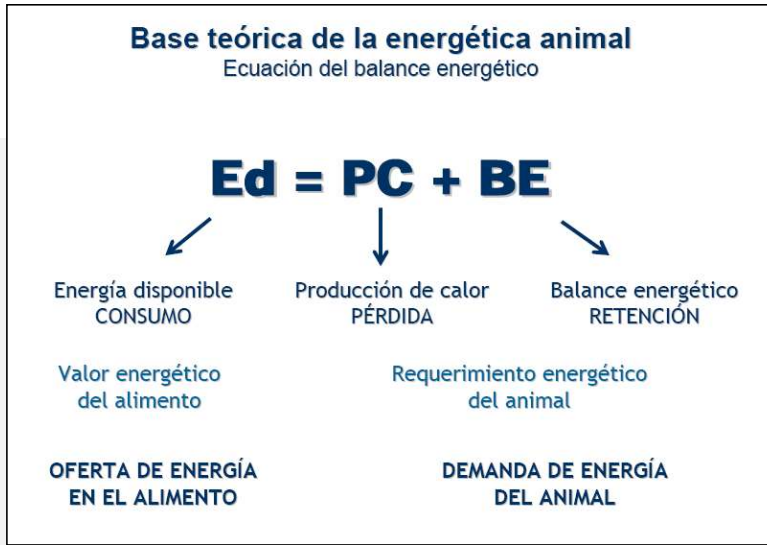 Base teórica de la energética animal
Ecuación del balance energético
Ed = PC + BE
Energía disponible
CONSUMO
Producción de calor
PÉRDIDA
Balance energético
RETENCIÓN
Valor energético
del alimento
Requerimiento energético
del animal
OFERTA DE ENERGÍA
EN EL ALIMENTO
DEMANDA DE ENERGÍA
DEL ANIMAL